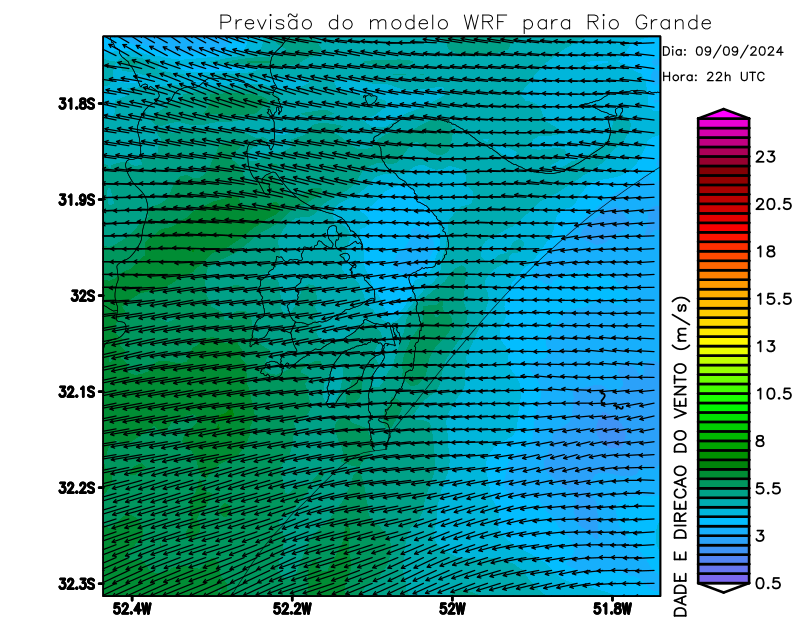 Previsão do modelo WRF para Rio Grande
Dia: 09/09/2024
Hora: 22h UTC
31.8S
31.9S
32S
32.1S
32.2S
32.3S
52.4W
52.2W
52W
51.8W
23
20.5
18
15.5
13
10.5
8
5.5
3
0.5
DADE E DIRECAO DO VENTO (m/s)